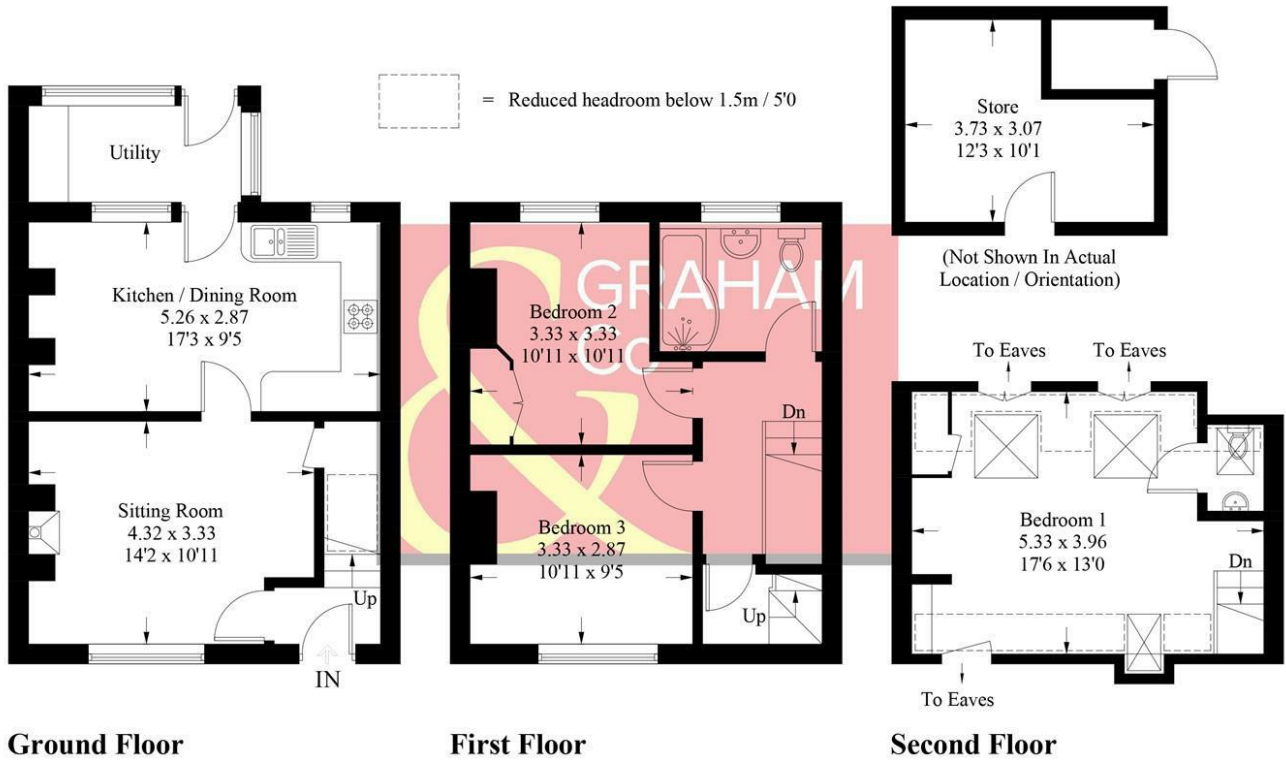 = Reduced headroom below 1.5m / 5'0
Utility
Kitchen / Dining Room
5.26 x 2.87
17'3 x 9'5
Sitting Room
4.32 x 3.33
14'2 x 10'11
Up
IN
Ground Floor
& GRAHAM
Co
Bedroom 2
3.33 x 3.33
10'11 x 10'11
Dn
Bedroom 3
3.33 x 2.87
10'11 x 9'5
Up
First Floor
Store
3.73 x 3.07
12'3 x 10'1
(Not Shown In Actual
Location / Orientation)
To Eaves
To Eaves
Bedroom 1
5.33 x 3.96
17'6 x 13'0
Dn
To Eaves
Second Floor